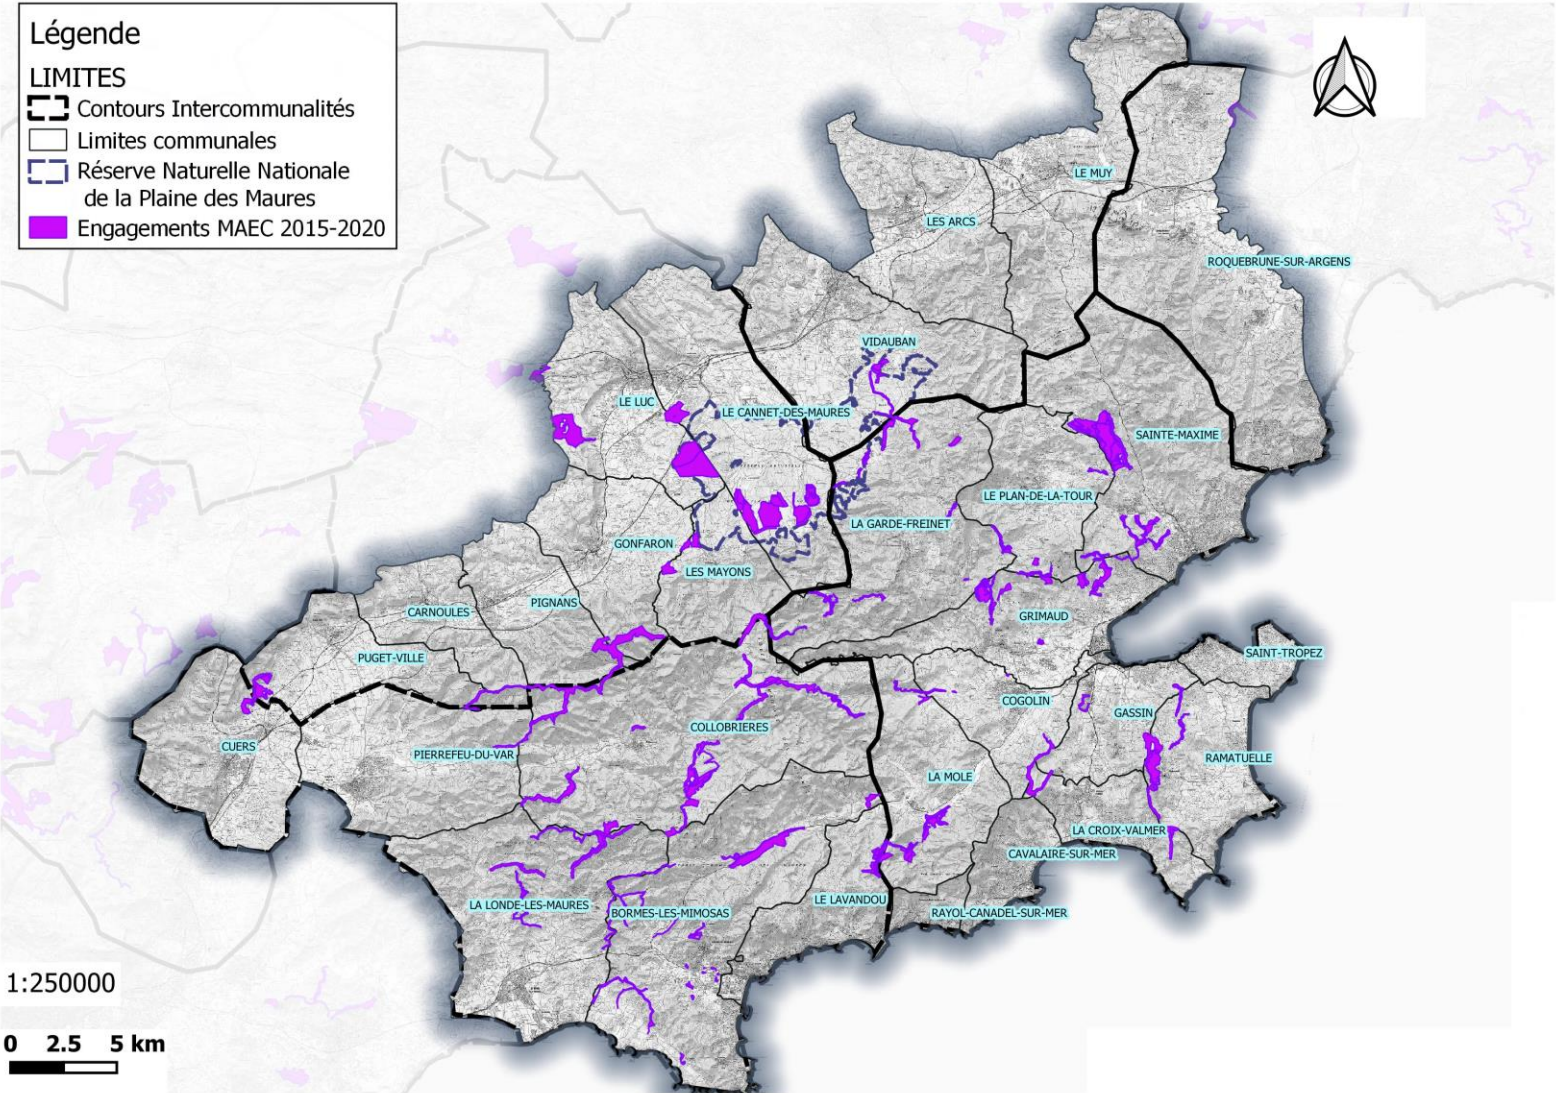 Légende
LIMITES
Contours Intercommunalités
Limites communales
Réserve Naturelle Nationale
de la Plaine des Maures
Engagements MAEC 2015-2020
LE MUY
LES ARCS
ROQUEBRUNE-SUR-ARGENS
VIDAUBAN
LE LUC
LE CANNET-DES-MAURES
SAINTE-MAXIME
LE PLAN-DE-LA-TOUR
LA GARDE-FREINET
GONFARON
LES MAYONS
PIGNANS
CARNOULES
GRIMAUD
PUGET-VILLE
SAINT-TROPEZ
COGOLIN
GASSIN
COLLOBRIERES
CUERS
PIERREFEU-DU-VAR
RAMATUELLE
LA MOLE
LA CROIX-VALMER
CAVALAIRE-SUR-MER
LE LAVANDOU
LA LONDE-LES-MAURES
BORMES-LES-MIMOSAS
RAYOL-CANADEL-SUR-MER
1:250000
0 2.5 5 km